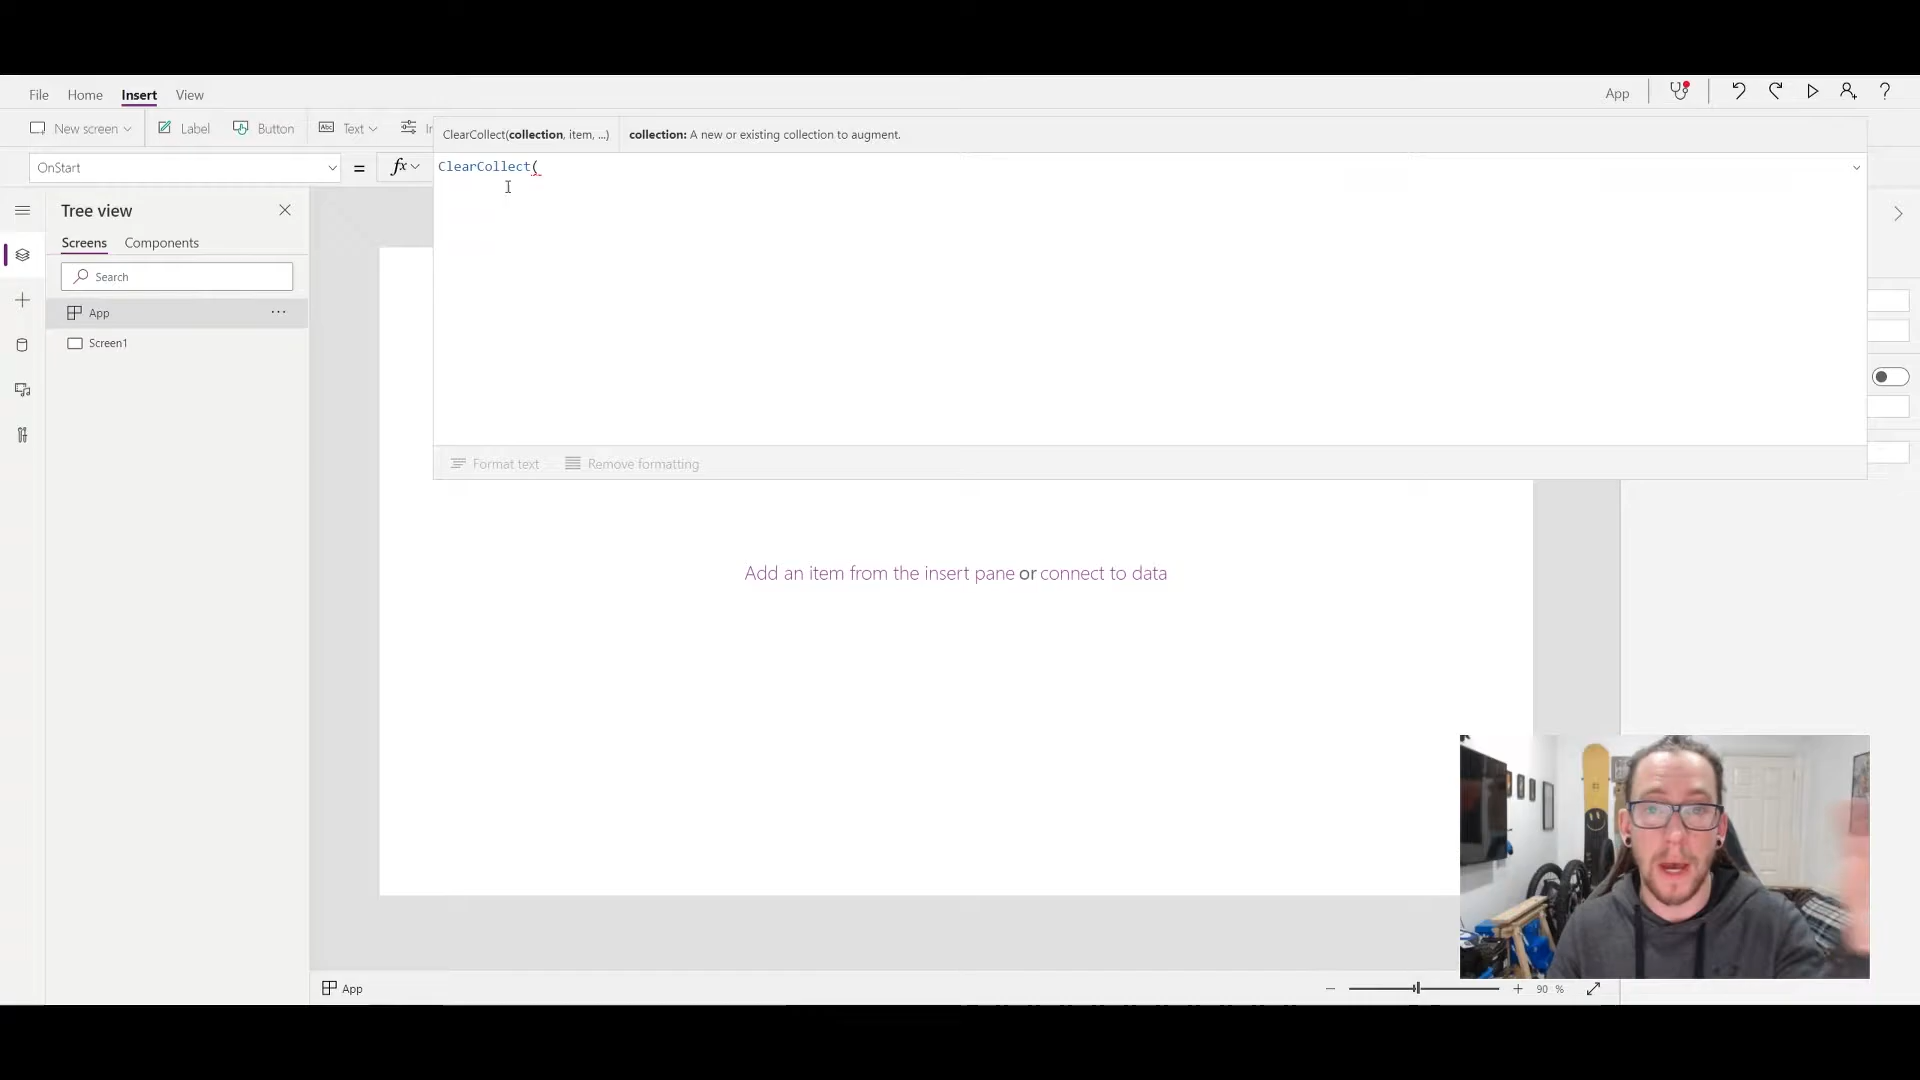 File Home Insert View App
New screen Label Button Text
ClearCollect(collection, item, ...) collection: A new or existing collection to augment.
OnStart = fx ClearCollect(
Tree view
Screens Components
Search
App ...
Screen1
Format text Remove formatting
Add an item from the insert pane or connect to data
App 90 %